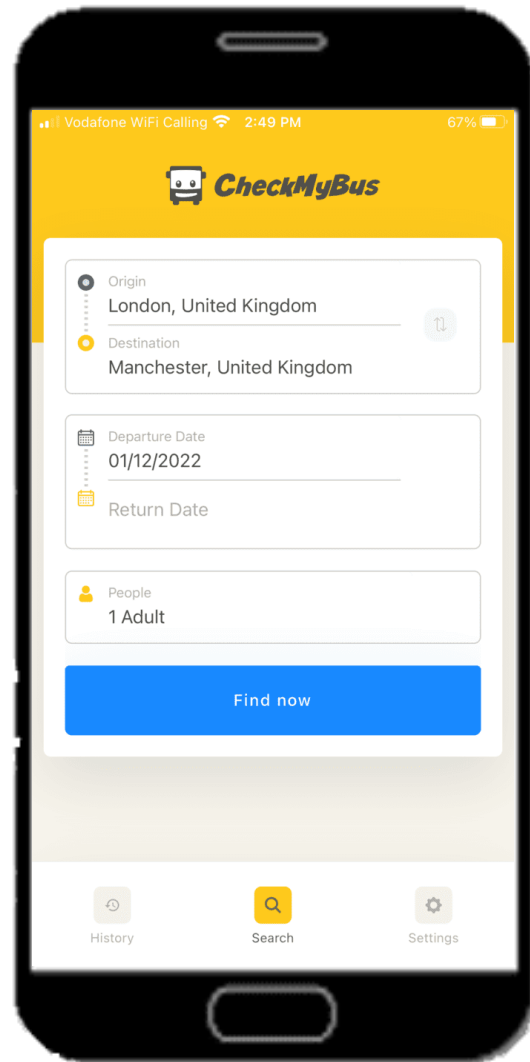 Vodafone WiFi Calling 2:49 PM 67%
CheckMyBus
Origin
London, United Kingdom
Destination
Manchester, United Kingdom
Departure Date
01/12/2022
Return Date
People
1 Adult
Find now
History Search Settings